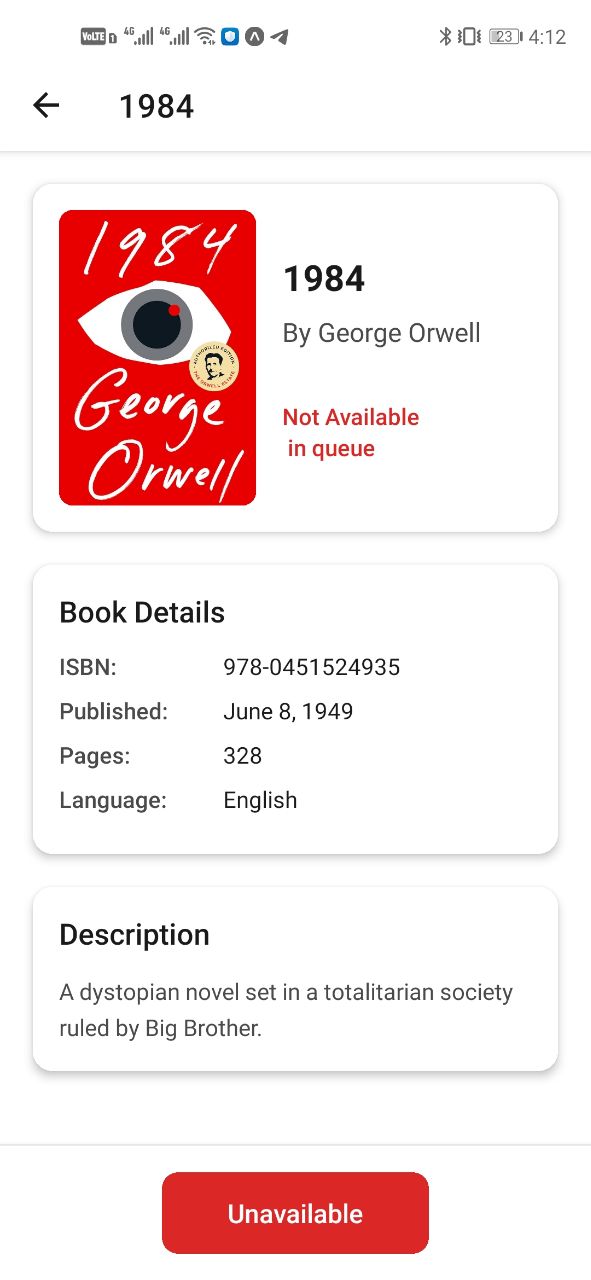 VoLTE 1 4G 4G 23 4:12
1984
1984
George
Orwell
1984
By George Orwell
Not Available
in queue
Book Details
ISBN: 978-0451524935
Published: June 8, 1949
Pages: 328
Language: English
Description
A dystopian novel set in a totalitarian society
ruled by Big Brother.
Unavailable